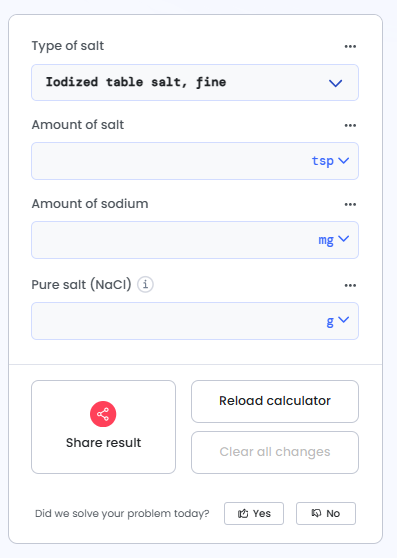 Type of salt ...
Iodized table salt, fine
Amount of salt ...
tsp
Amount of sodium ...
mg
Pure salt (NaCl) i ...
g
Share result
Reload calculator
Clear all changes
Did we solve your problem today? Yes No